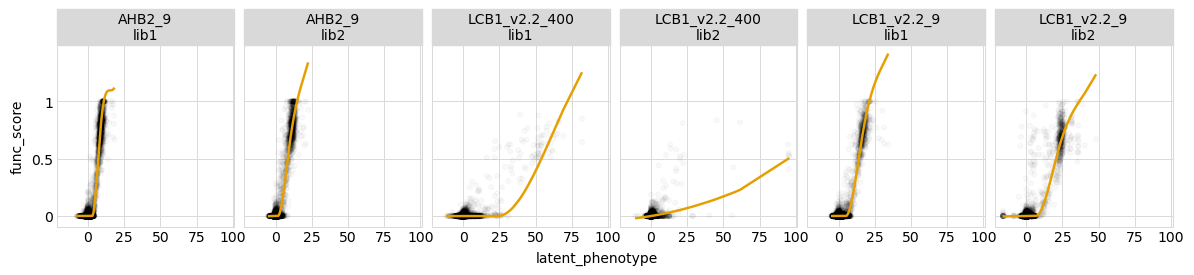 AHB2_9
lib1
AHB2_9
lib2
LCB1_v2.2_400
lib1
LCB1_v2.2_400
lib2
LCB1_v2.2_9
lib1
LCB1_v2.2_9
lib2
func_score
1
0.5
0
0 25 50 75 100
0 25 50 75 100
0 25 50 75 100
0 25 50 75 100
0 25 50 75 100
0 25 50 75 100
latent_phenotype